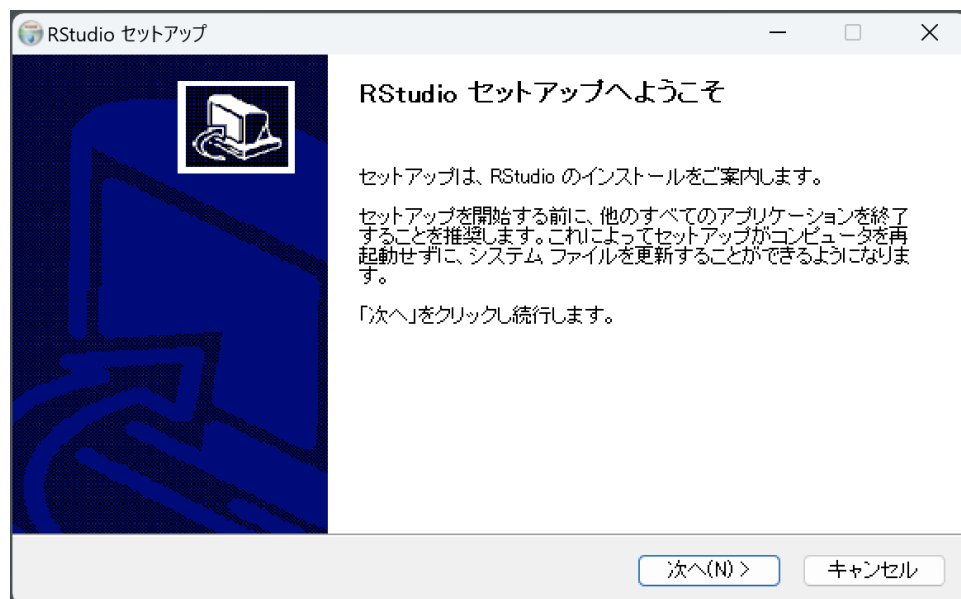 RStudio セットアップ
RStudio セットアップへようこそ
セットアップは、RStudio のインストールをご案内します。
セットアップを開始する前に、他のすべてのアプリケーションを終了
することを推奨します。これによってセットアップがコンピュータを再
起動せずに、システム ファイルを更新することができるようになりま
す。
「次へ」をクリックし続行します。
次へ(N) >
キャンセル